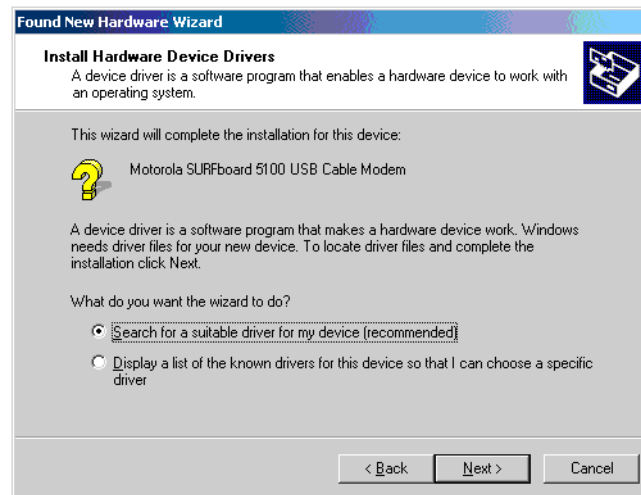 Found New Hardware Wizard
Install Hardware Device Drivers
A device driver is a software program that enables a hardware device to work with
an operating system.
This wizard will complete the installation for this device:
Motorola SURFboard 5100 USB Cable Modem
A device driver is a software program that makes a hardware device work. Windows
needs driver files for your new device. To locate driver files and complete the
installation click Next.
What do you want the wizard to do?
Search for a suitable driver for my device (recommended)
Display a list of the known drivers for this device so that I can choose a specific
driver
< Back Next > Cancel